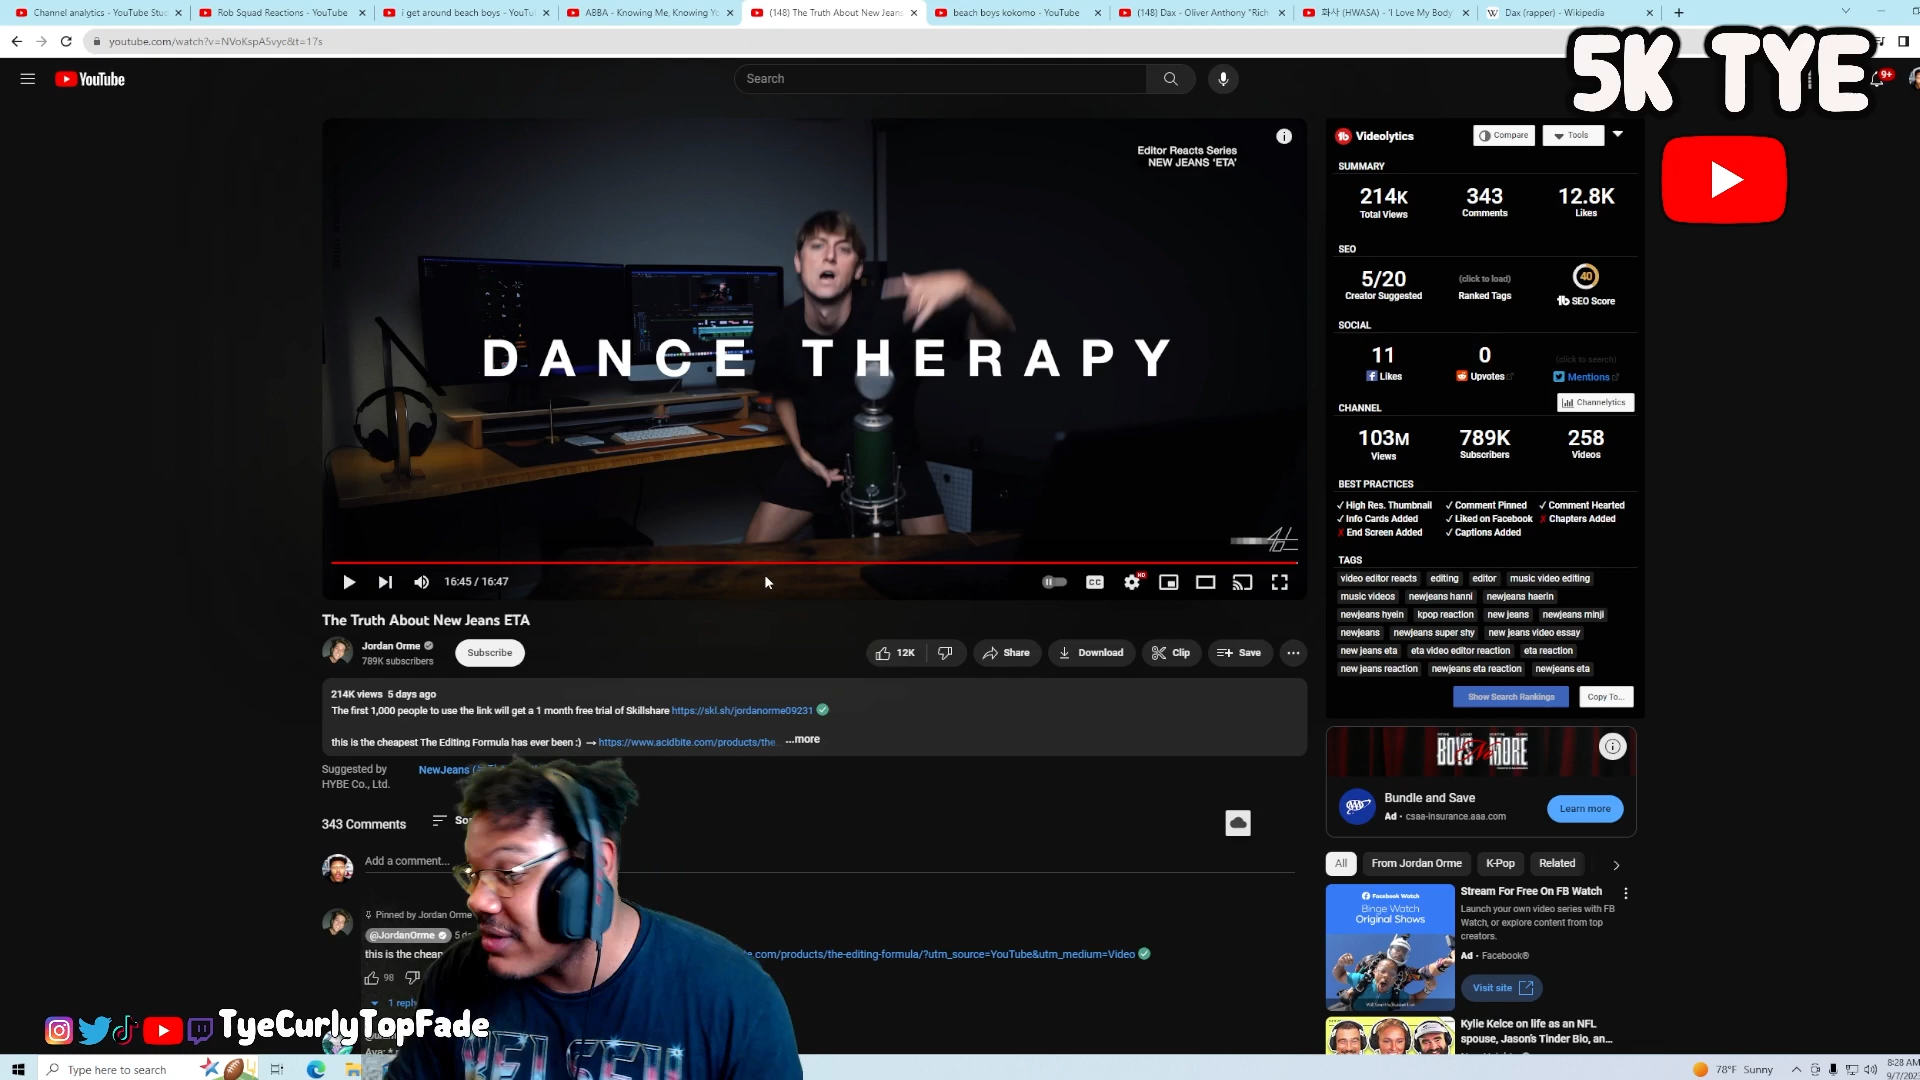 Channel analytics - YouTube Stu
Rob Squad Reactions - YouTube
i get around beach boys - YouTu
ABBA - Knowing Me, Knowing Yo
(148) The Truth About New Jeans
beach boys kokomo - YouTube
(148) Dax - Oliver Anthony "Rich
화사 (HWASA) - 'I Love My Body
Dax (rapper) - Wikipedia
youtube.com/watch?v=NVoKspA5vyc&t=17s
5K TYE
YouTube
Search
9+
Editor Reacts Series
NEW JEANS 'ETA'
DANCE THERAPY
16:45 / 16:47
CC
HD
The Truth About New Jeans ETA
Jordan Orme
789K subscribers
Subscribe
12K
Share
Download
Clip
Save
214K views 5 days ago
The first 1,000 people to use the link will get a 1 month free trial of Skillshare https://skl.sh/jordanorme09231
this is the cheapest The Editing Formula has ever been :) → https://www.acidbite.com/products/the...
...more
Suggested by
HYBE Co., Ltd.
NewJeans
343 Comments
Add a comment...
Pinned by Jordan Orme
@JordanOrme
this is the cheap
e.com/products/the-editing-formula/?utm_source=YouTube&utm_medium=Video
98
TyeCurlyTopFade
Videolytics
Compare
Tools
SUMMARY
214K 343 12.8K
Total Views Comments Likes
SEO
5/20 (click to load) 40
Creator Suggested Ranked Tags tb SEO Score
SOCIAL
11 0 (click to search)
Likes Upvotes Mentions
CHANNEL
Channelytics
103M 789K 258
Views Subscribers Videos
BEST PRACTICES
✓ High Res. Thumbnail ✓ Comment Pinned ✓ Comment Hearted
✓ Info Cards Added ✓ Liked on Facebook ✗ Chapters Added
✗ End Screen Added ✓ Captions Added
TAGS
video editor reacts editing editor music video editing
music videos newjeans hanni newjeans haerin
newjeans hyein kpop reaction new jeans newjeans minji
newjeans newjeans super shy new jeans video essay
new jeans eta eta video editor reaction eta reaction
new jeans reaction newjeans eta reaction newjeans eta
Show Search Rankings
Copy To...
BOYZ II MORE
Bundle and Save
Ad • csaa-insurance.aaa.com
Learn more
All
From Jordan Orme
K-Pop
Related
Facebook Watch
Binge Watch
Original Shows
Stream For Free On FB Watch
Launch your own video series with FB
Watch, or explore content from top
creators.
Ad • Facebook®
Visit site
Kylie Kelce on life as an NFL
spouse, Jason's Tinder Bio, an...
Type here to search
78°F Sunny
8:28 AM